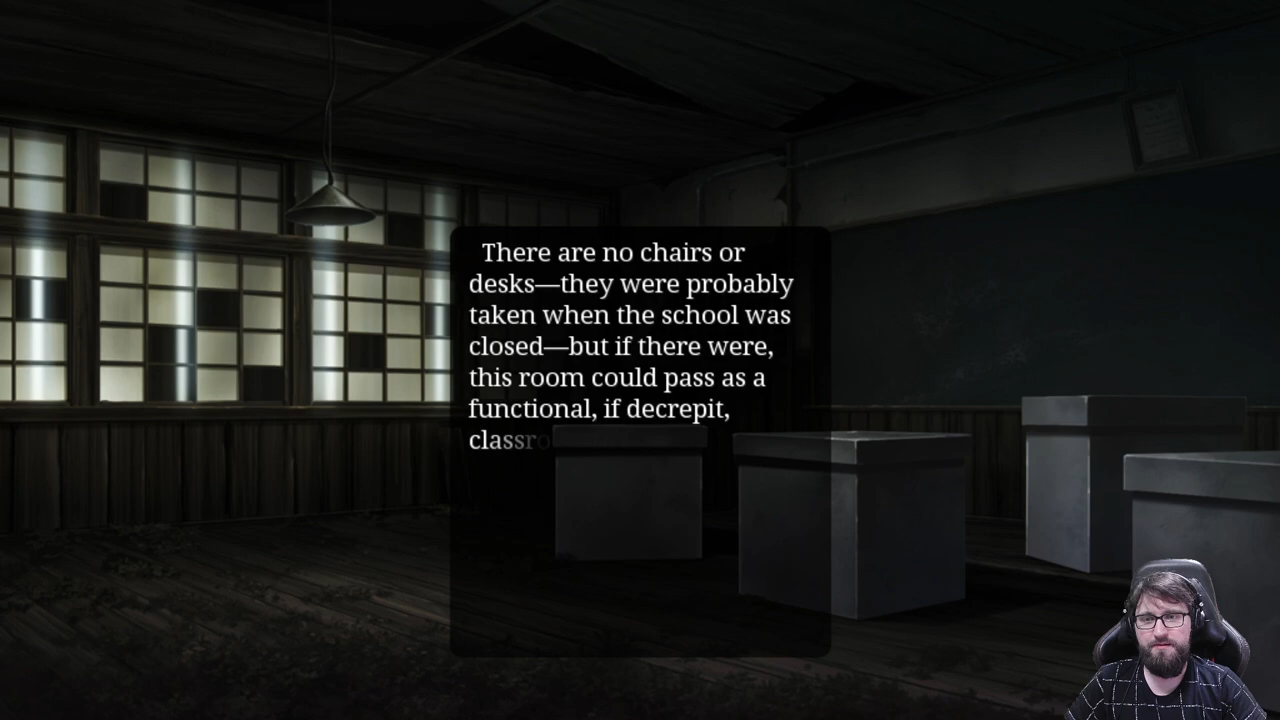 There are no chairs or
desks—they were probably
taken when the school was
closed—but if there were,
this room could pass as a
functional, if decrepit,
classro